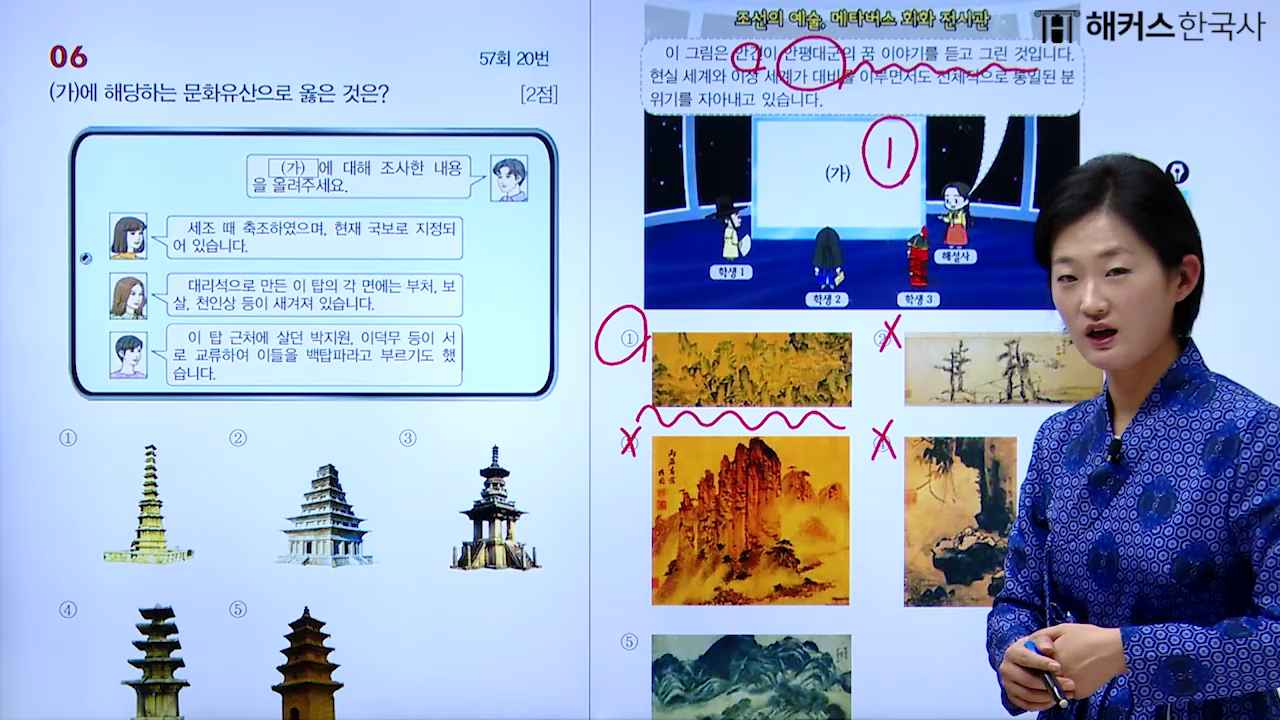 06
57회 20번
(가)에 해당하는 문화유산으로 옳은 것은?
[2점]
(가) 에 대해 조사한 내용
을 올려주세요.
세조 때 축조하였으며, 현재 국보로 지정되
어 있습니다.
대리석으로 만든 이 탑의 각 면에는 부처, 보
살, 천인상 등이 새겨져 있습니다.
이 탑 근처에 살던 박지원, 이덕무 등이 서
로 교류하여 이들을 백탑파라고 부르기도 했
습니다.
①
②
③
④
⑤
조선의 예술, 메타버스 회화 전시관
해커스한국사
이 그림은 안견이 안평대군의 꿈 이야기를 듣고 그린 것입니다.
현실 세계와 이상 세계가 대비를 이루면서도 전체적으로 통일된 분
위기를 자아내고 있습니다.
(가)
1
학생 1
학생 2
학생 3
해설사
①
②
⑤